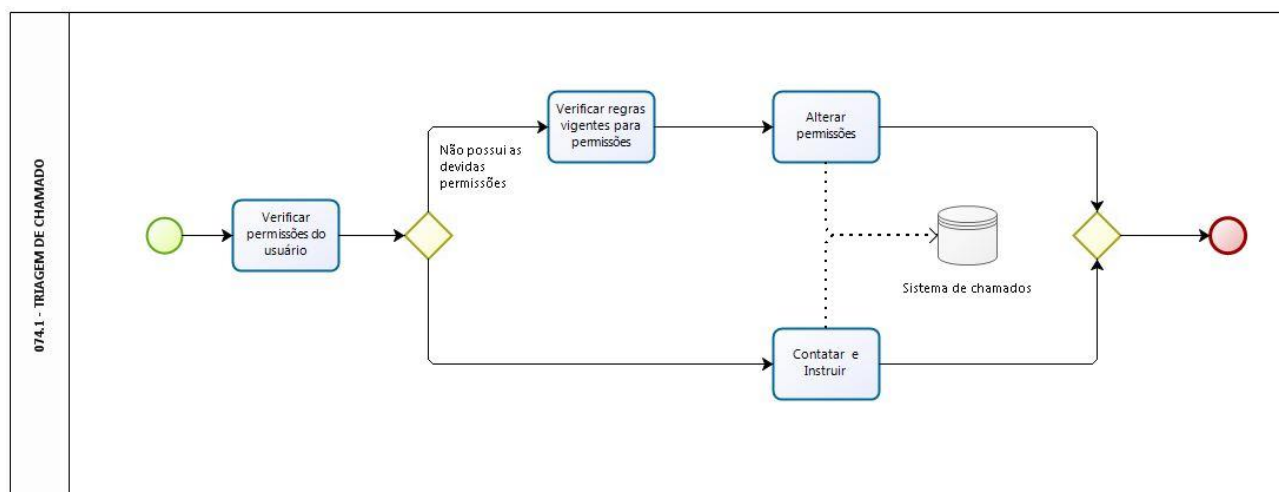 074.1 - TRIAGEM DE CHAMADO
Verificar
permissões do
usuário
Não possui as
devidas
permissões
Verificar regras
vigentes para
permissões
Alterar
permissões
Sistema de chamados
Contatar e
Instruir